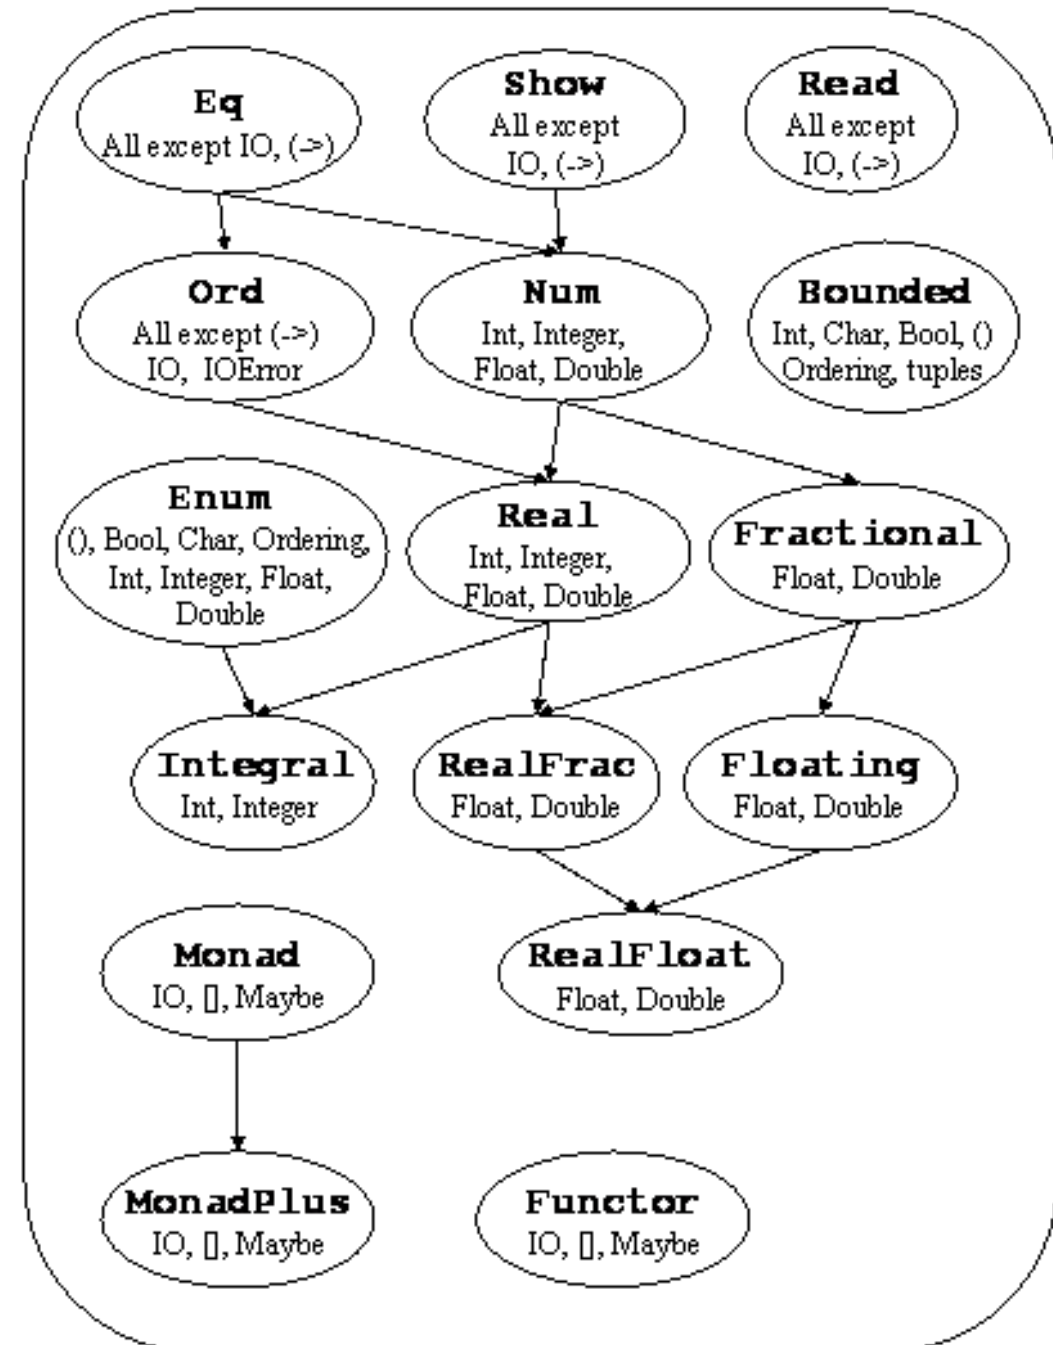 Eq
All except IO, (->)
Show
All except
IO, (->)
Read
All except
IO, (->)
Ord
All except (->)
IO, IOError
Num
Int, Integer,
Float, Double
Bounded
Int, Char, Bool, ()
Ordering, tuples
Enum
(), Bool, Char, Ordering,
Int, Integer, Float,
Double
Real
Int, Integer,
Float, Double
Fractional
Float, Double
Integral
Int, Integer
RealFrac
Float, Double
Floating
Float, Double
Monad
IO, [], Maybe
RealFloat
Float, Double
MonadPlus
IO, [], Maybe
Functor
IO, [], Maybe